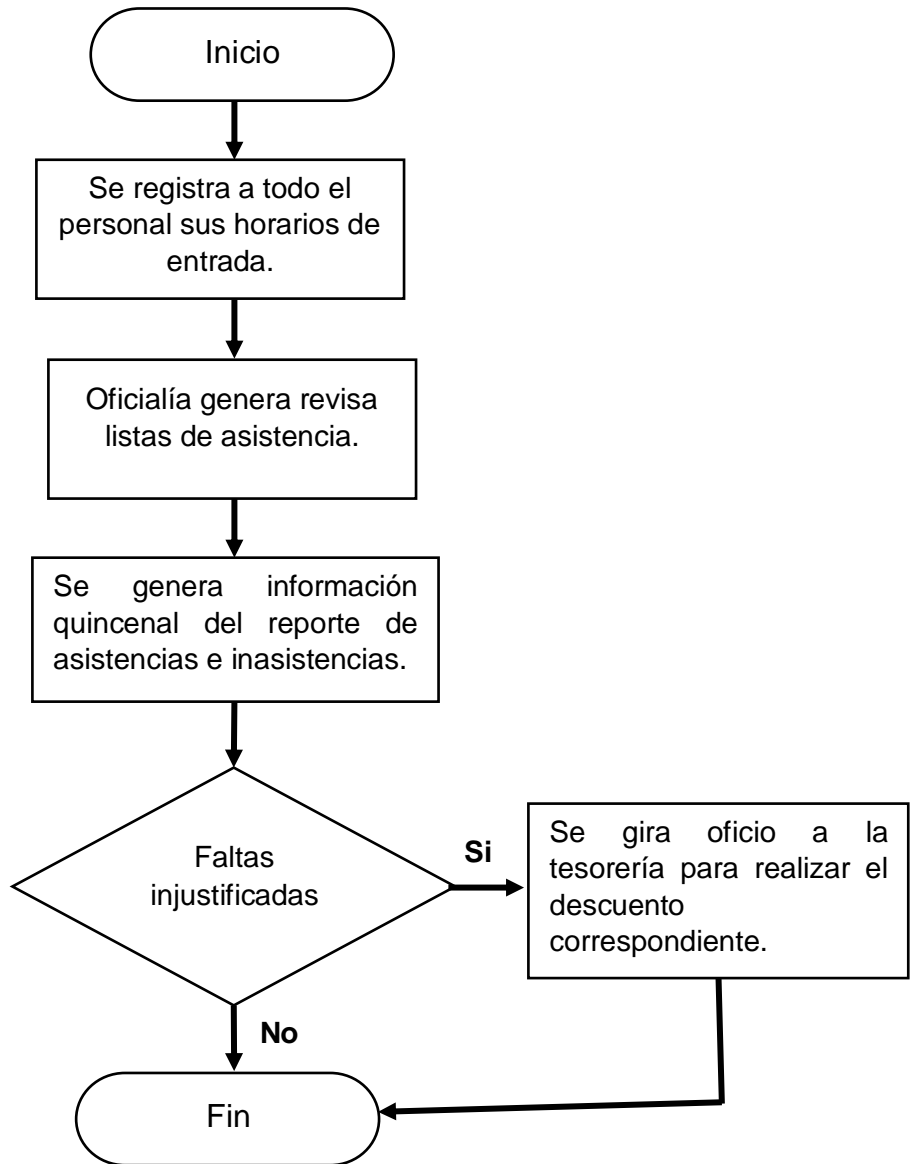 Inicio
Se registra a todo el
personal sus horarios de
entrada.
Oficialía genera revisa
listas de asistencia.
Se genera información
quincenal del reporte de
asistencias e inasistencias.
Faltas
injustificadas
Si
Se gira oficio a la
tesorería para realizar el
descuento
correspondiente.
No
Fin